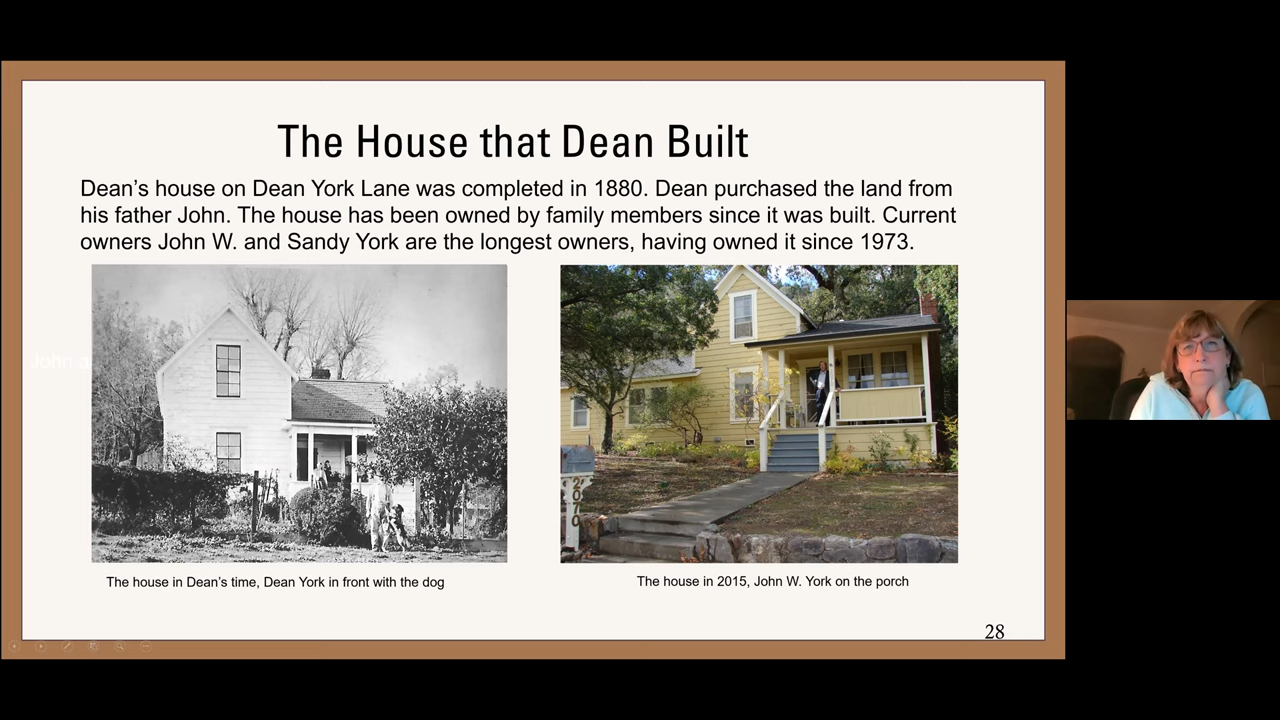 The House that Dean Built
Dean’s house on Dean York Lane was completed in 1880. Dean purchased the land from
his father John. The house has been owned by family members since it was built. Current
owners John W. and Sandy York are the longest owners, having owned it since 1973.
John a
2070
The house in Dean’s time, Dean York in front with the dog
The house in 2015, John W. York on the porch
28